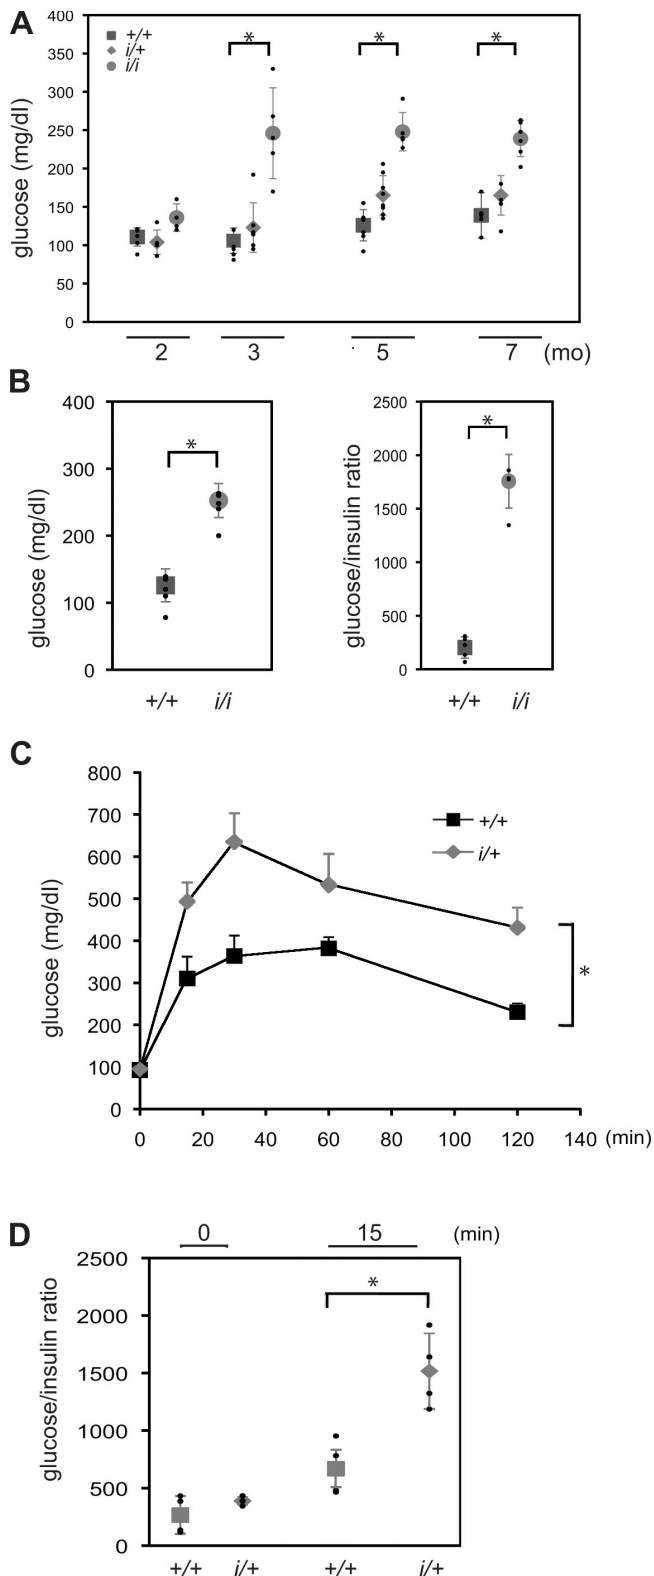 A
glucose (mg/dl)
400
350
300
250
200
150
100
50
0
+/+
i/+
i/i
* * *
2 3 5 7 (mo)
B
glucose (mg/dl)
400
300
200
100
0
*
+/+ i/i
glucose/insulin ratio
2500
2000
1500
1000
500
0
*
+/+ i/i
C
glucose (mg/dl)
800
700
600
500
400
300
200
100
0
+/+
i/+
*
0 20 40 60 80 100 120 140 (min)
D
0 15 (min)
glucose/insulin ratio
2500
2000
1500
1000
500
0
*
+/+ i/+ +/+ i/+